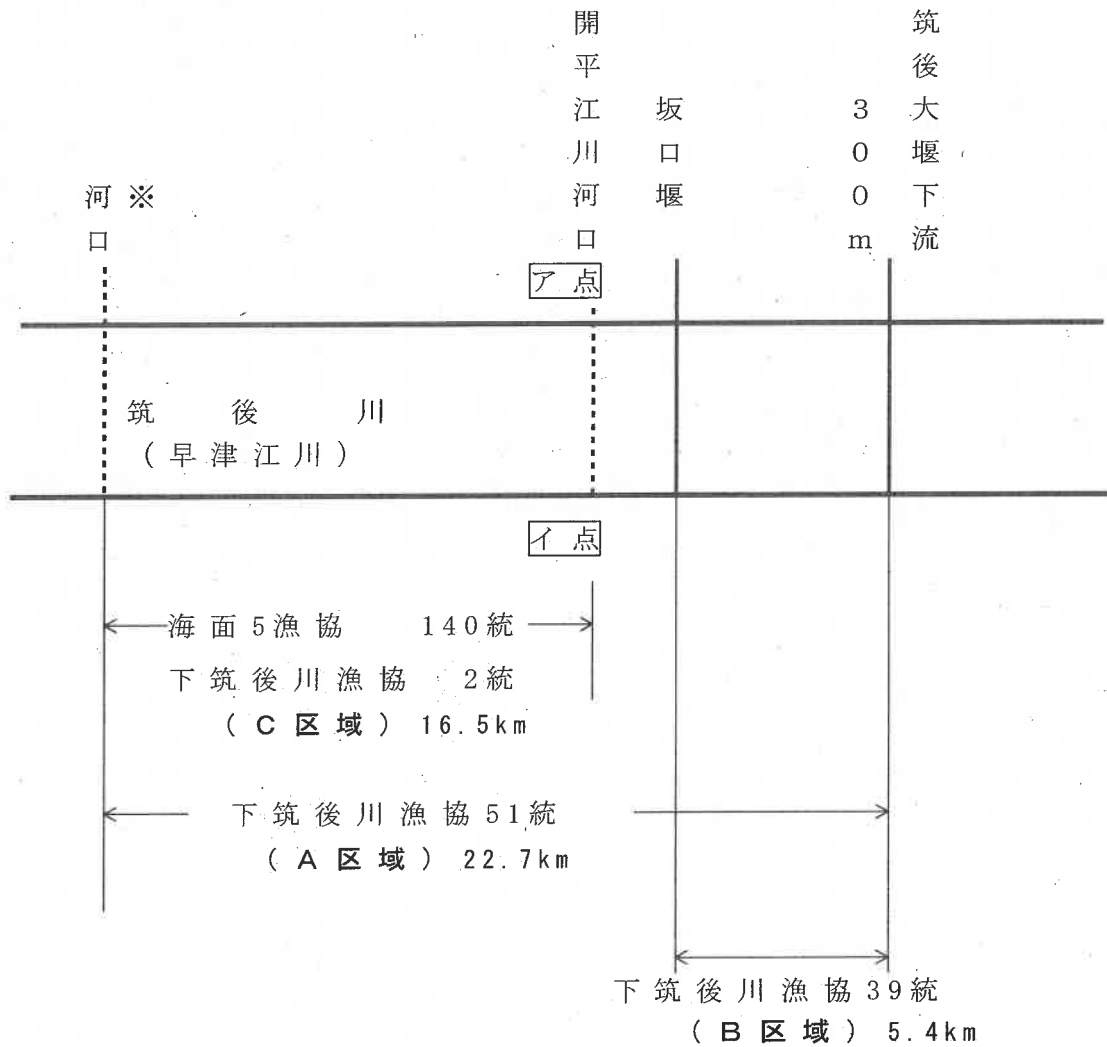 筑後大堰下流
300m
坂口堰
開平江川河口
※
河口
ア点
筑後川
(早津江川)
イ点
海面5漁協 140統
下筑後川漁協 2統
(C区域) 16.5km
下筑後川漁協51統
(A区域) 22.7km
下筑後川漁協39統
(B区域) 5.4km